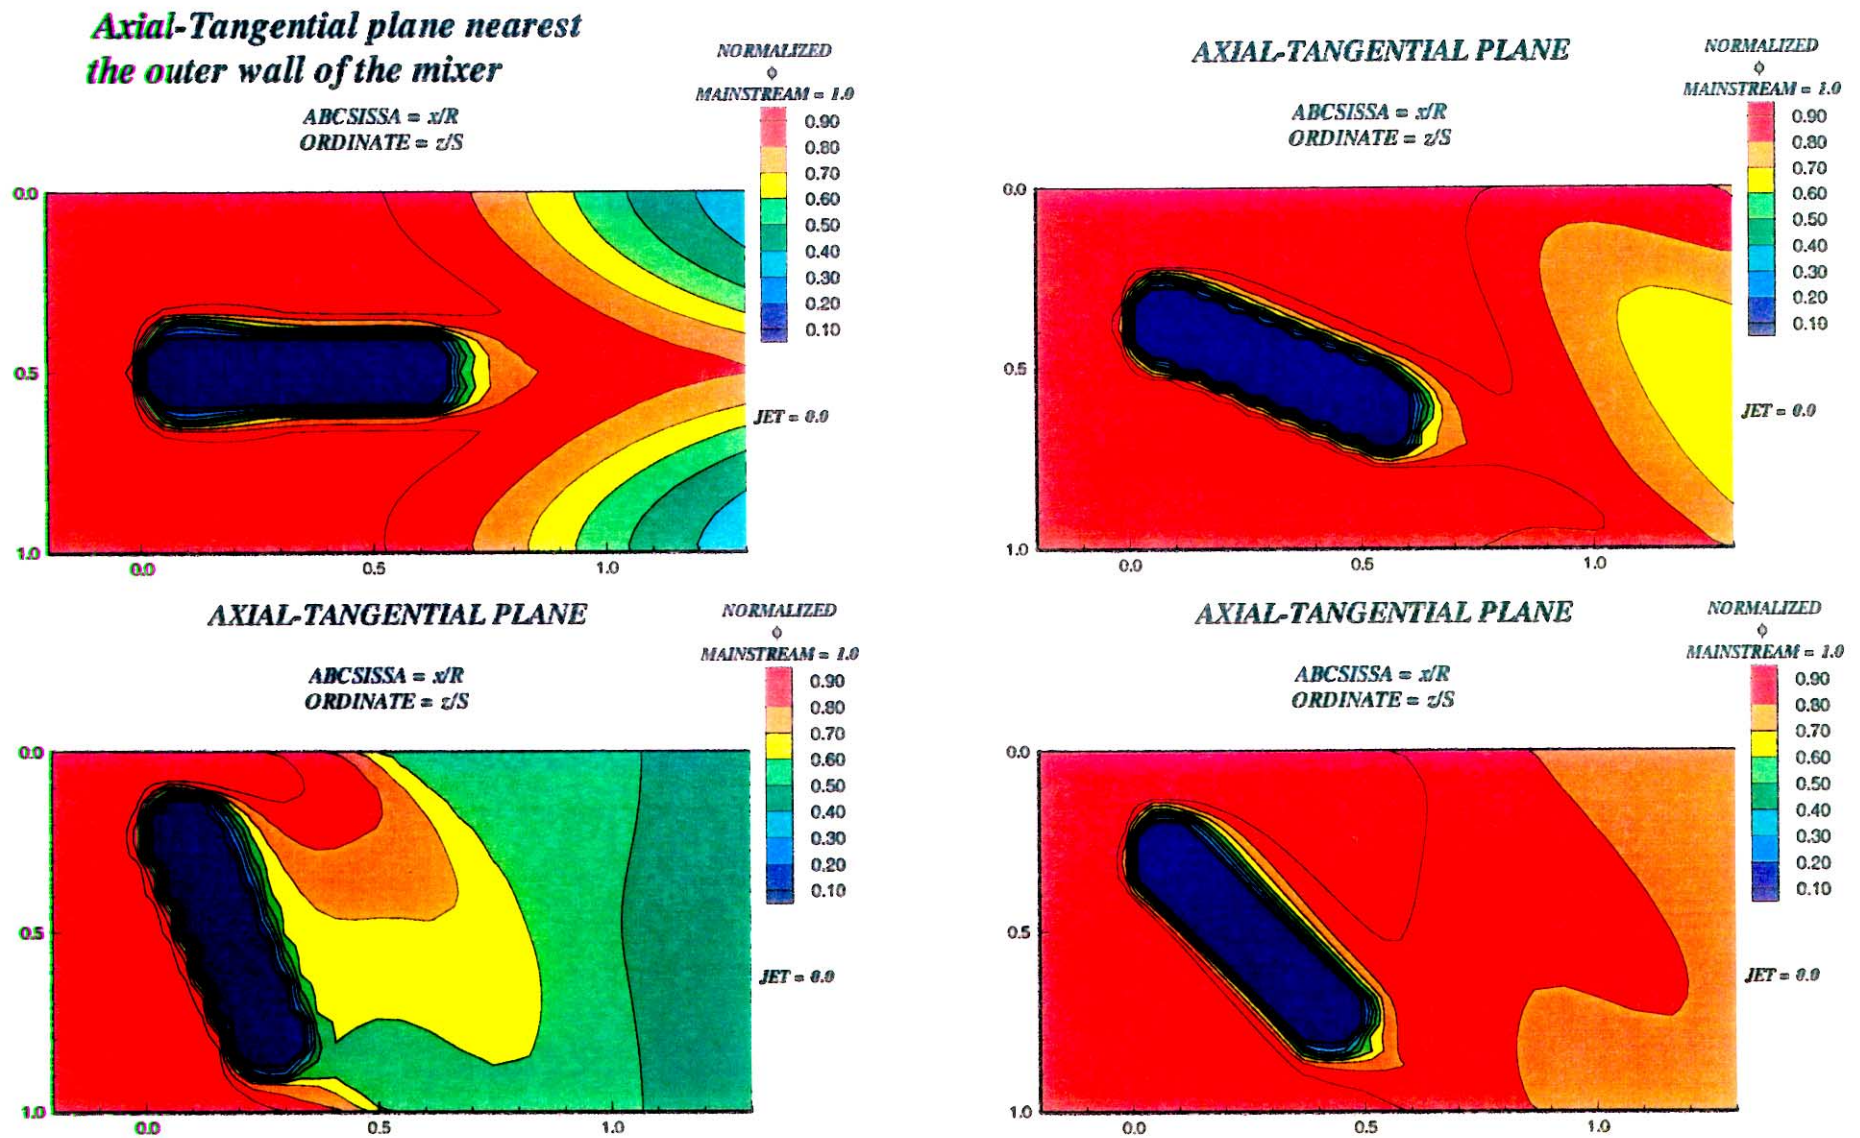 Axial-Tangential plane nearest
the outer wall of the mixer
ABCSISSA = x/R
ORDINATE = z/S
NORMALIZED
ϕ
MAINSTREAM = 1.0
0.90
0.80
0.70
0.60
0.50
0.40
0.30
0.20
0.10
JET = 0.0
0.0
0.5
1.0
0.0
0.5
1.0
AXIAL-TANGENTIAL PLANE
ABCSISSA = x/R
ORDINATE = z/S
NORMALIZED
ϕ
MAINSTREAM = 1.0
0.90
0.80
0.70
0.60
0.50
0.40
0.30
0.20
0.10
JET = 0.0
0.0
0.5
1.0
0.0
0.5
1.0
AXIAL-TANGENTIAL PLANE
ABCSISSA = x/R
ORDINATE = z/S
NORMALIZED
ϕ
MAINSTREAM = 1.0
0.90
0.80
0.70
0.60
0.50
0.40
0.30
0.20
0.10
JET = 0.0
0.0
0.5
1.0
0.0
0.5
1.0
AXIAL-TANGENTIAL PLANE
ABCSISSA = x/R
ORDINATE = z/S
NORMALIZED
ϕ
MAINSTREAM = 1.0
0.90
0.80
0.70
0.60
0.50
0.40
0.30
0.20
0.10
JET = 0.0
0.0
0.5
1.0
0.0
0.5
1.0